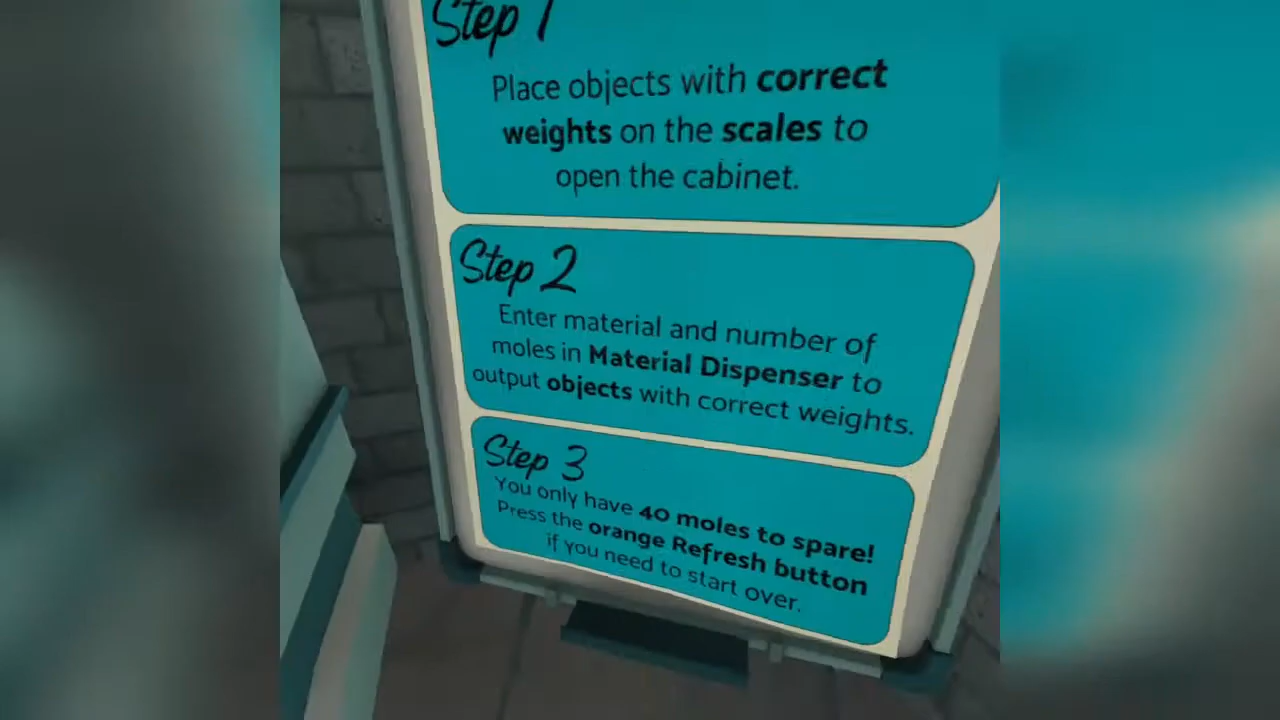 Step 1
Place objects with correct
weights on the scales to
open the cabinet.
Step 2
Enter material and number of
moles in Material Dispenser to
output objects with correct weights.
Step 3
You only have 40 moles to spare!
Press the orange Refresh button
if you need to start over.